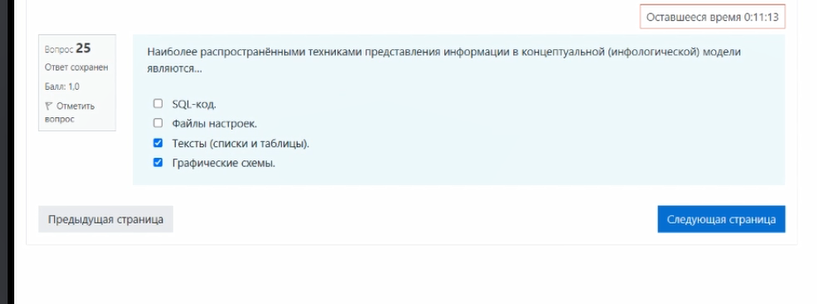 Оставшееся время 0:11:13
Вопрос 25
Ответ сохранен
Балл: 1,0
Отметить
вопрос
Наиболее распространёнными техниками представления информации в концептуальной (инфологической) модели
являются...
SQL-код.
Файлы настроек.
Тексты (списки и таблицы).
Графические схемы.
Предыдущая страница
Следующая страница